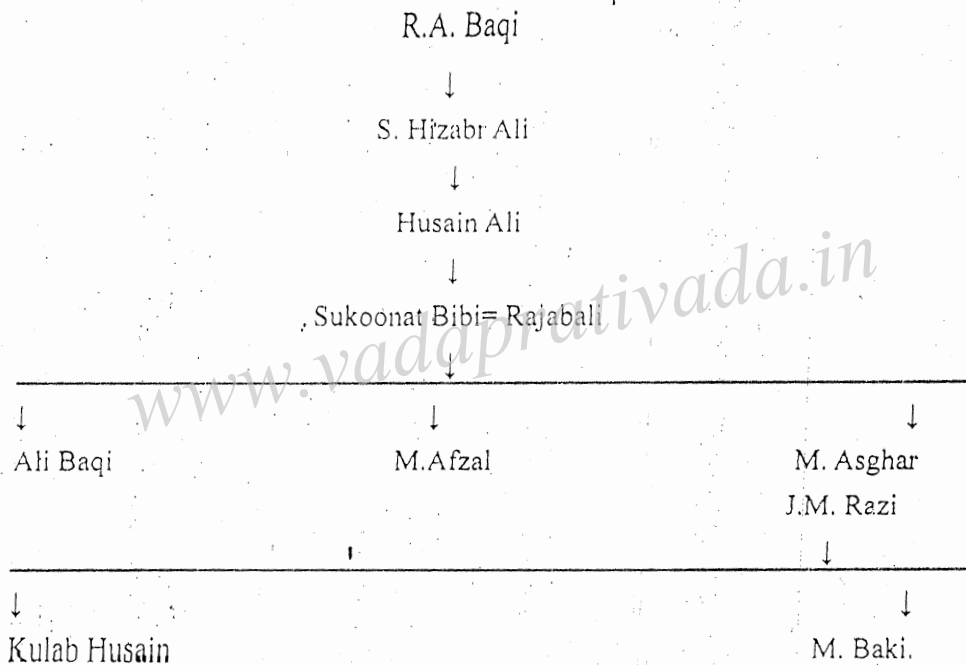 R.A. Baqi
↓
S. Hizabr Ali
↓
Husain Ali
↓
Sukoonat Bibi= Rajabali
↓
↓ ↓ ↓
Ali Baqi M.Afzal M. Asghar
J.M. Razi
↓
↓ ↓
Kulab Husain M. Baki.
www.vadaprativada.in